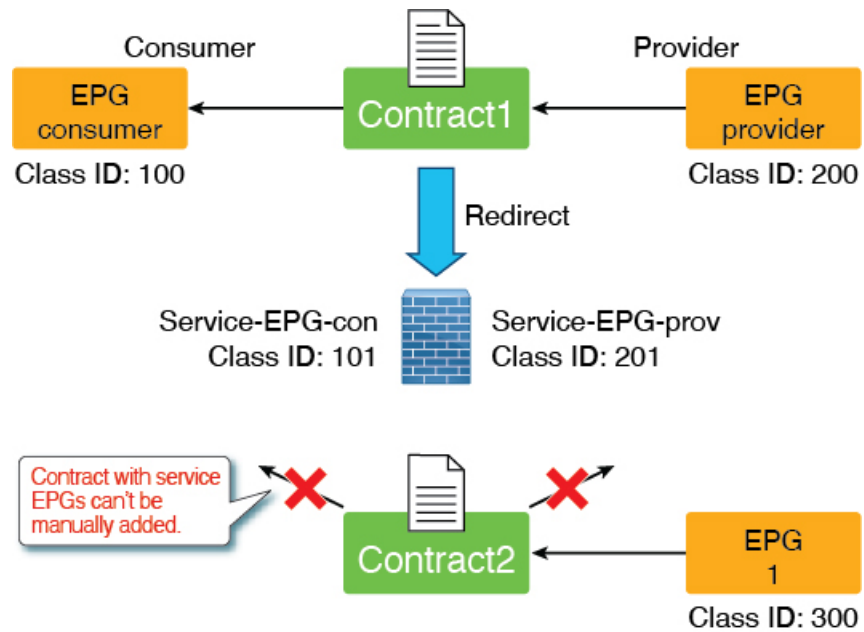 Consumer
Provider
EPG
consumer
Contract1
EPG
provider
Class ID: 100
Class ID: 200
Redirect
Service-EPG-con
Class ID: 101
Service-EPG-prov
Class ID: 201
Contract with service
EPGs can't be
manually added.
Contract2
EPG
1
Class ID: 300